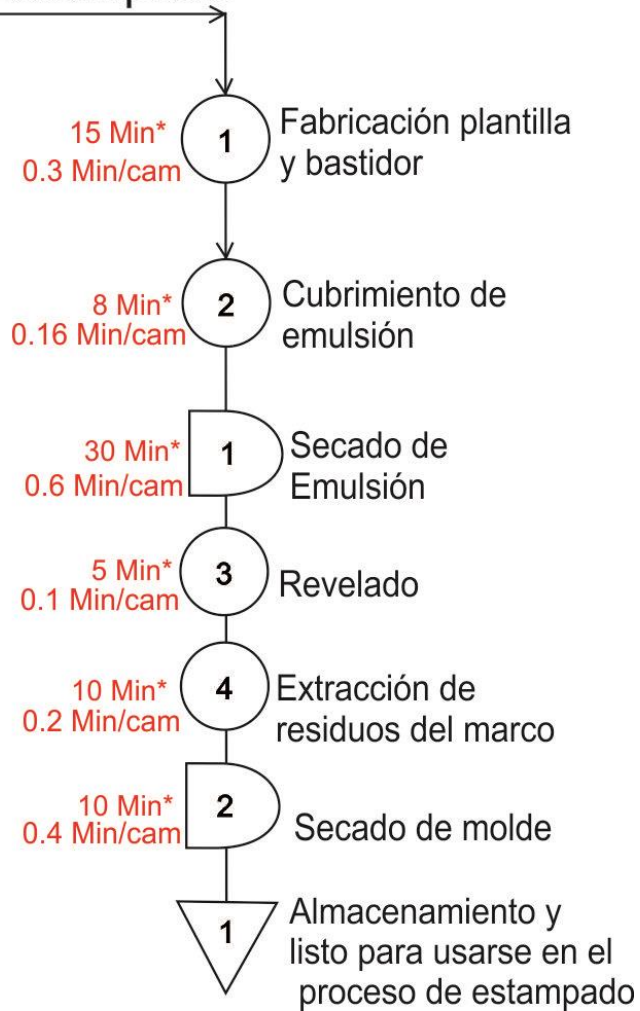 15 Min*
0.3 Min/cam
1
Fabricación plantilla
y bastidor
8 Min*
0.16 Min/cam
2
Cubrimiento de
emulsión
30 Min*
0.6 Min/cam
1
Secado de
Emulsión
5 Min*
0.1 Min/cam
3
Revelado
10 Min*
0.2 Min/cam
4
Extracción de
residuos del marco
10 Min*
0.4 Min/cam
2
Secado de molde
1
Almacenamiento y
listo para usarse en el
proceso de estampado